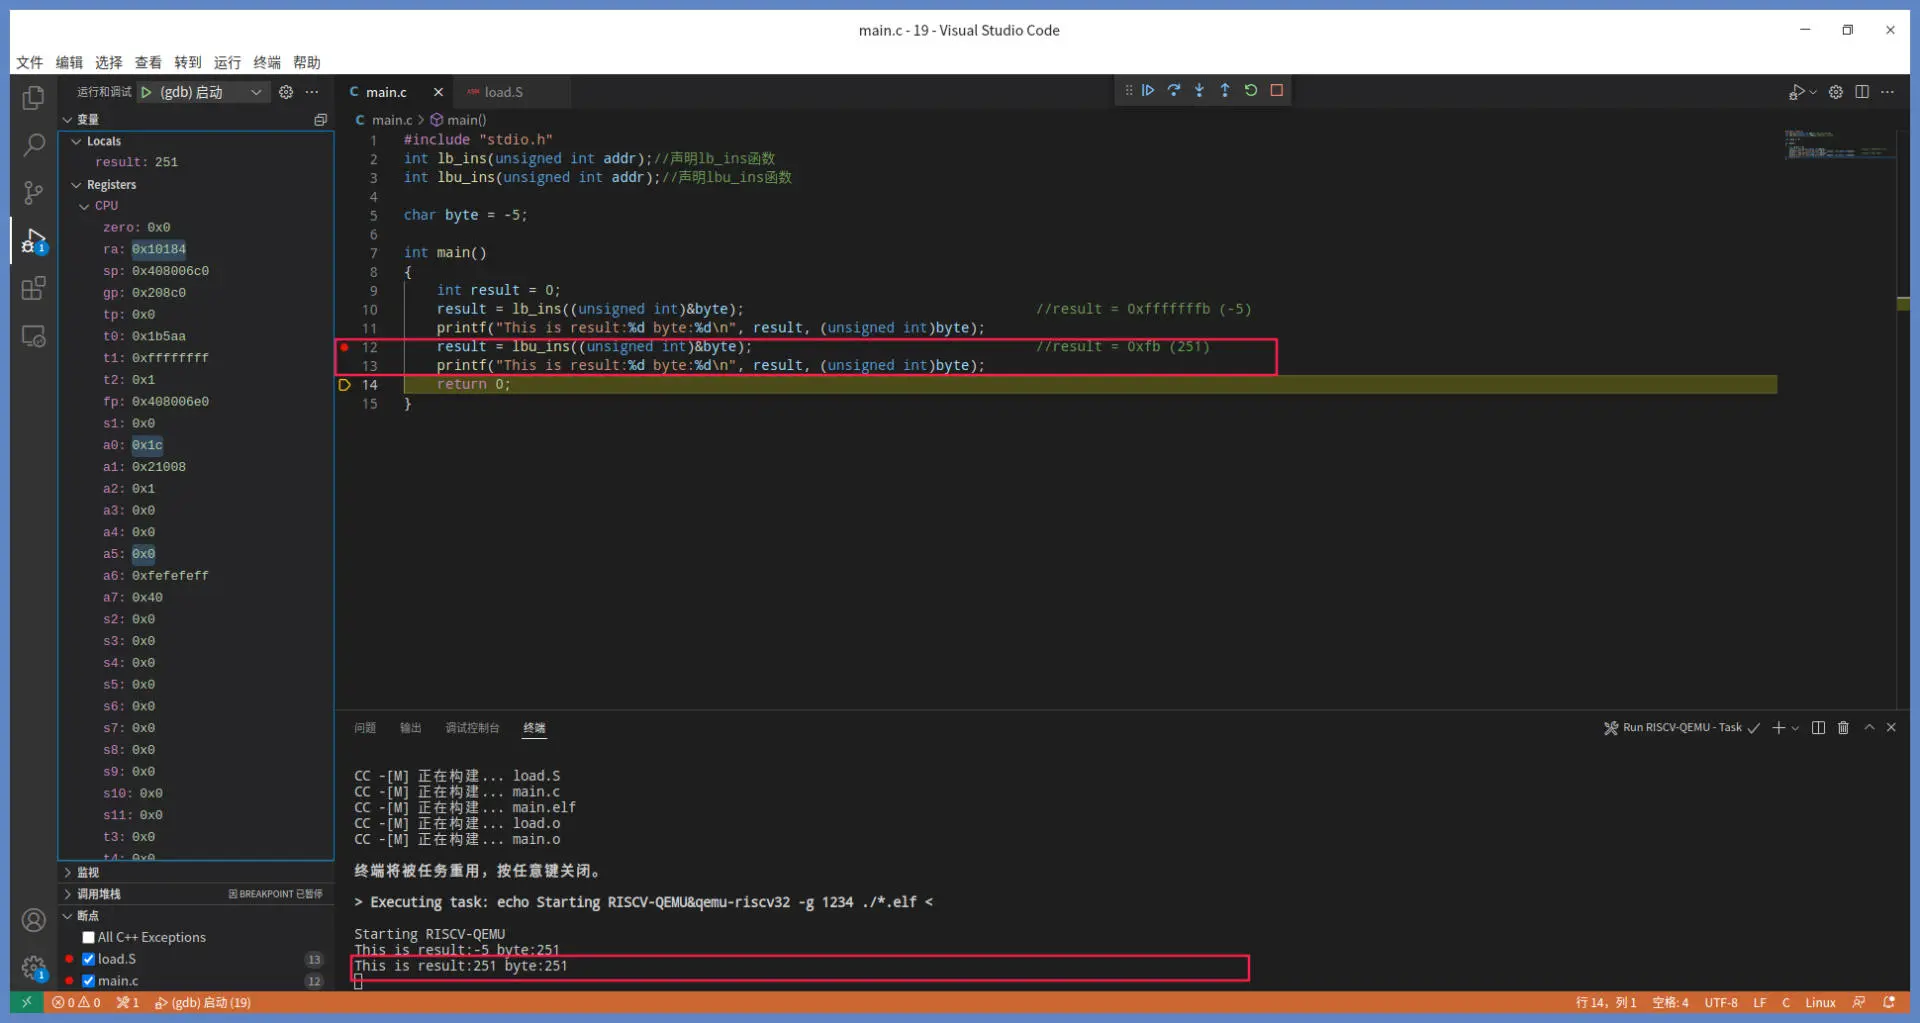 main.c - 19 - Visual Studio Code
文件 编辑 选择 查看 转到 运行 终端 帮助
运行和调试 (gdb) 启动
变量
Locals
result: 251
Registers
CPU
zero: 0x0
ra: 0x10184
sp: 0x408006c0
gp: 0x208c0
tp: 0x0
t0: 0x1b5aa
t1: 0xffffffff
t2: 0x1
fp: 0x408006e0
s1: 0x0
a0: 0x1c
a1: 0x21008
a2: 0x1
a3: 0x0
a4: 0x0
a5: 0x0
a6: 0xfefefeff
a7: 0x40
s2: 0x0
s3: 0x0
s4: 0x0
s5: 0x0
s6: 0x0
s7: 0x0
s8: 0x0
s9: 0x0
s10: 0x0
s11: 0x0
t3: 0x0
t4: 0x0
监视
调用堆栈 因 BREAKPOINT 已暂停
断点
All C++ Exceptions
load.S 13
main.c 12
C main.c ASM load.S
C main.c > main()
1 #include "stdio.h"
2 int lb_ins(unsigned int addr);//声明lb_ins函数
3 int lbu_ins(unsigned int addr);//声明lbu_ins函数
4
5 char byte = -5;
6
7 int main()
8 {
9 int result = 0;
10 result = lb_ins((unsigned int)&byte); //result = 0xfffffffb (-5)
11 printf("This is result:%d byte:%d\n", result, (unsigned int)byte);
12 result = lbu_ins((unsigned int)&byte); //result = 0xfb (251)
13 printf("This is result:%d byte:%d\n", result, (unsigned int)byte);
14 return 0;
15 }
问题 输出 调试控制台 终端
Run RISCV-QEMU - Task
CC -[M] 正在构建... load.S
CC -[M] 正在构建... main.c
CC -[M] 正在构建... main.elf
CC -[M] 正在构建... load.o
CC -[M] 正在构建... main.o
终端将被任务重用，按任意键关闭。
> Executing task: echo Starting RISCV-QEMU&qemu-riscv32 -g 1234 ./*.elf <
Starting RISCV-QEMU
This is result:-5 byte:251
This is result:251 byte:251
0 0 1 (gdb) 启动 (19)
行 14，列 1 空格: 4 UTF-8 LF C Linux